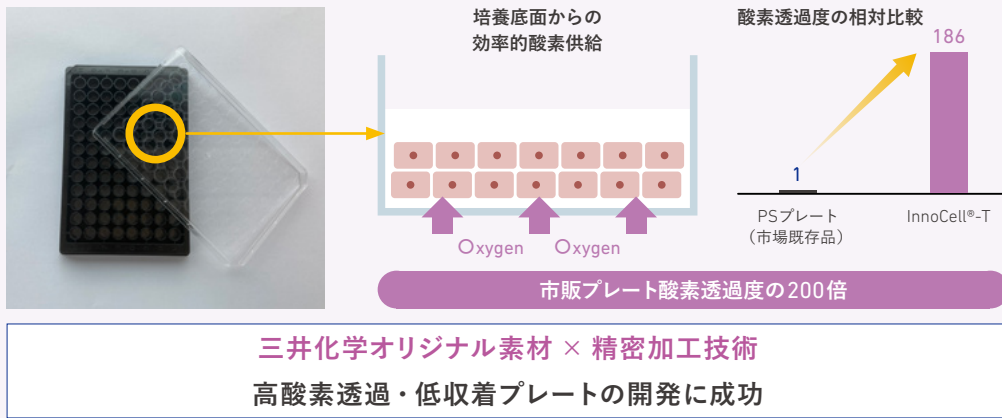 培養底面からの
効率的酸素供給
Oxygen Oxygen
酸素透過度の相対比較
186
1
PSプレート
（市場既存品）
InnoCell®-T
市販プレート酸素透過度の200倍
三井化学オリジナル素材 × 精密加工技術
高酸素透過・低収着プレートの開発に成功